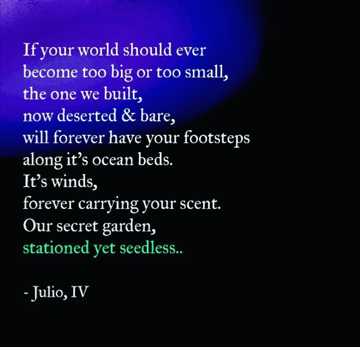 If your world should ever
become too big or too small,
the one we built,
now deserted & bare,
will forever have your footsteps
along it's ocean beds.
It's winds,
forever carrying your scent.
Our secret garden,
stationed yet seedless..
- Julio, IV